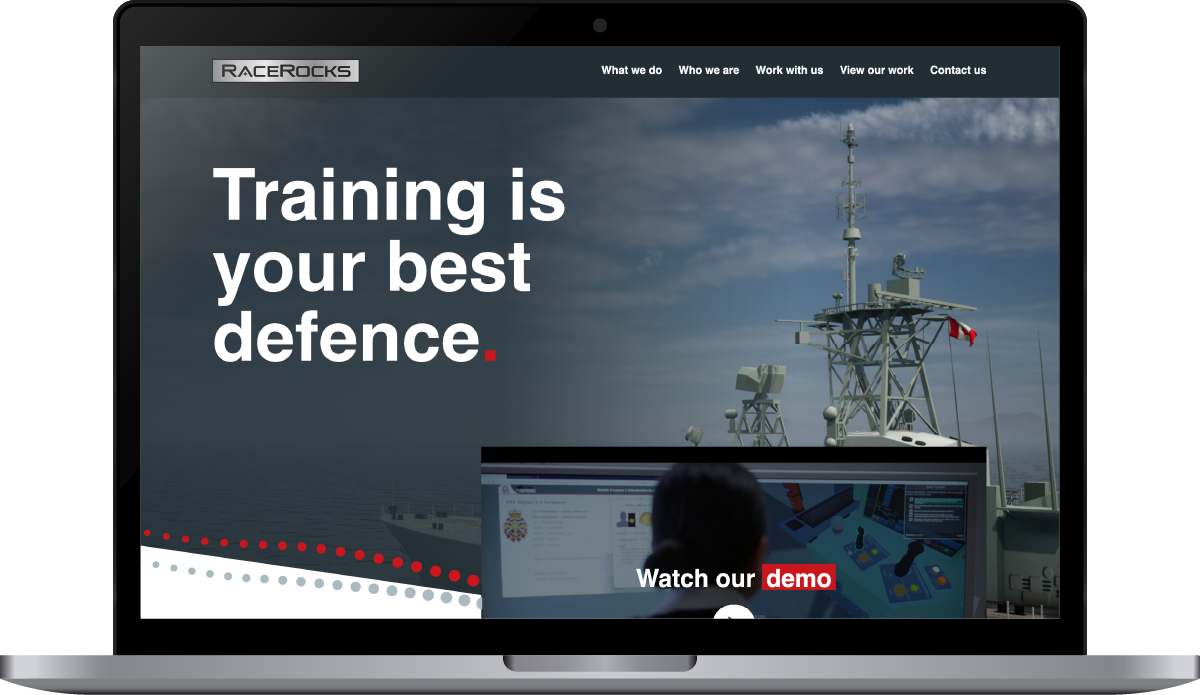 RACEROCKS
What we do Who we are Work with us View our work Contact us
Training is
your best
defence.
Watch our demo